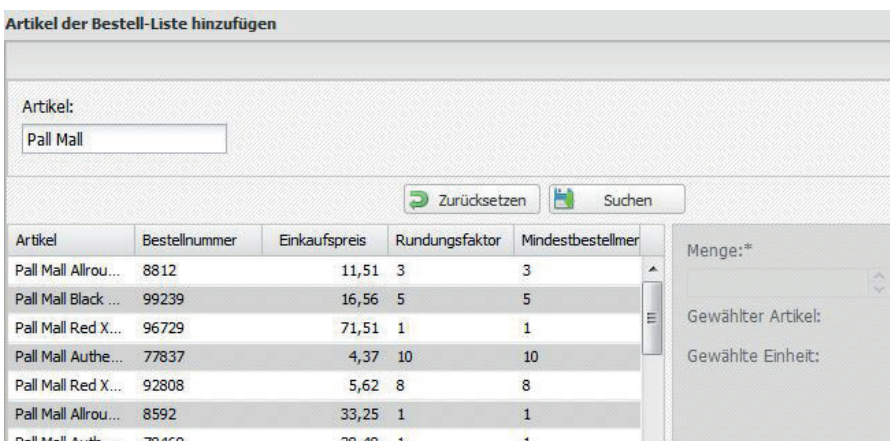 Artikel der Bestell-Liste hinzufügen
Artikel:
Pall Mall
Zurücksetzen Suchen
Artikel Bestellnummer Einkaufspreis Rundungsfaktor Mindestbestellmer
Menge:*
Pall Mall Allrou... 8812 11,51 3 3
Pall Mall Black ... 99239 16,56 5 5
Gewählter Artikel:
Pall Mall Red X... 96729 71,51 1 1
Pall Mall Authe... 77837 4,37 10 10
Gewählte Einheit:
Pall Mall Red X... 92808 5,62 8 8
Pall Mall Allrou... 8592 33,25 1 1
Pall Mall